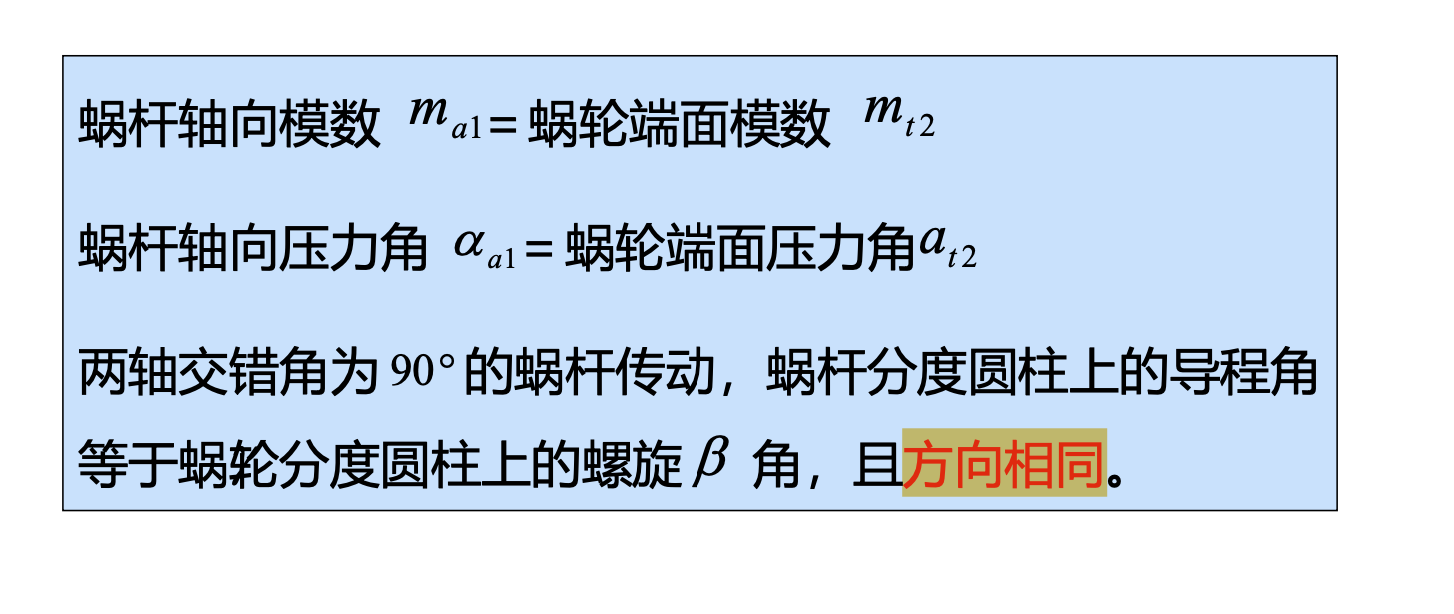 蜗杆轴向模数 m_{a1} = 蜗轮端面模数 m_{t2}
蜗杆轴向压力角 α_{a1} = 蜗轮端面压力角 a_{t2}
两轴交错角为 90° 的蜗杆传动，蜗杆分度圆柱上的导程角
等于蜗轮分度圆柱上的螺旋 β 角，且方向相同。